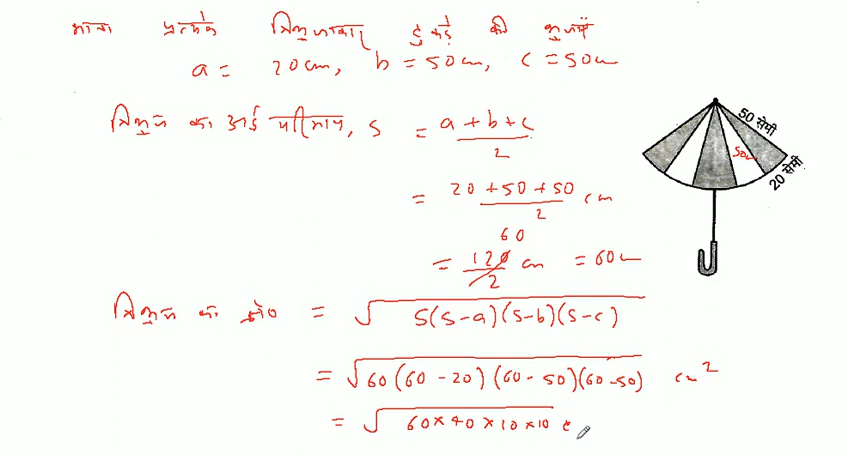 माना प्रत्येक त्रिभुजाकार टुकड़े की भुजाएँ
a = 20cm, b = 50cm, c = 50cm
त्रिभुज का अर्द्ध परिमाप, S = a + b + c / 2
= 20 + 50 + 50 / 2 cm
60
= 120 / 2 cm = 60cm
50 सेमी
50cm
20 सेमी
त्रिभुज का क्षे० = √S(S-a)(S-b)(S-c)
= √60(60-20)(60-50)(60-50) cm²
= √60×40×10×10 c